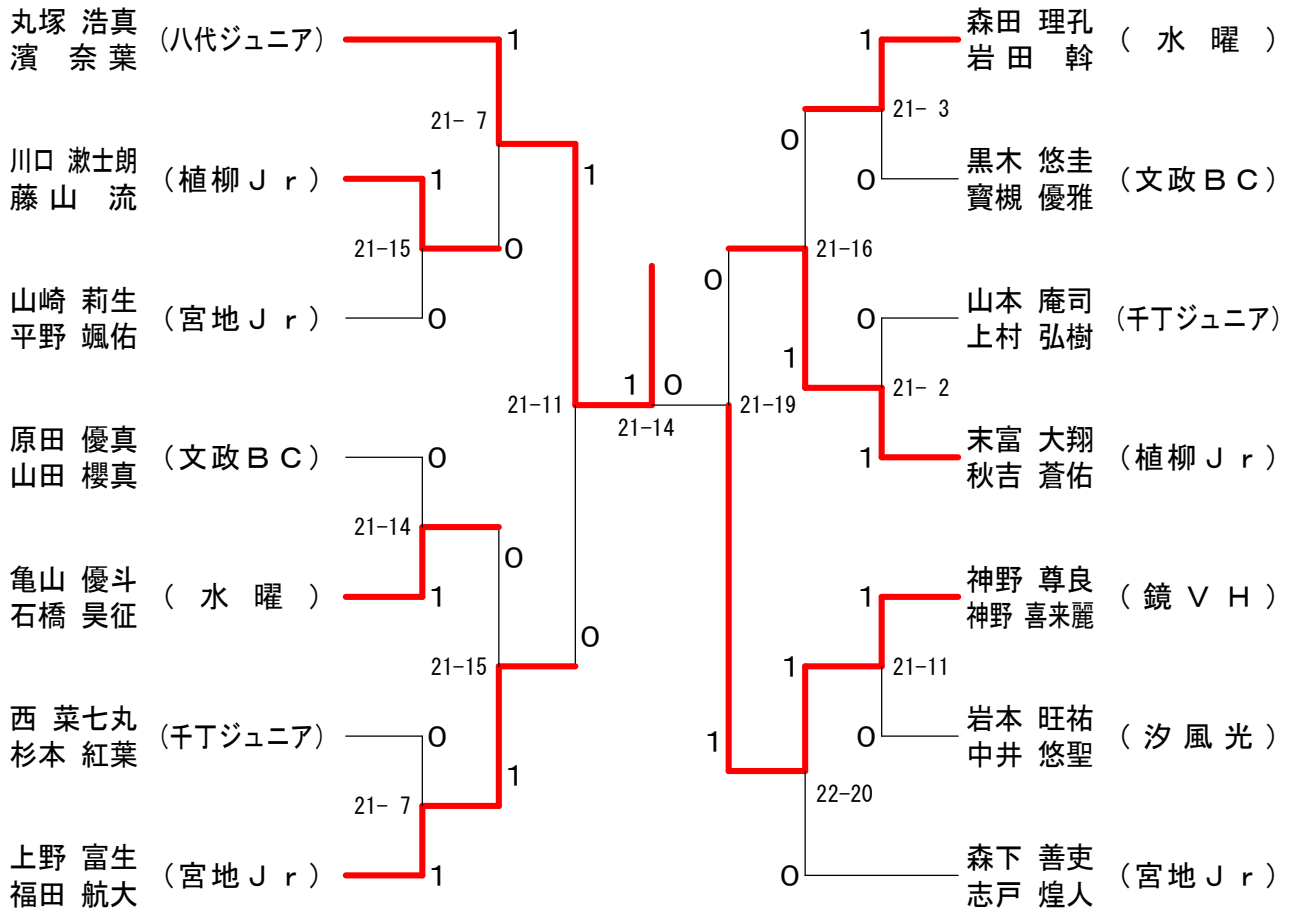 丸塚 浩真
濱 奈葉
(八代ジュニア)
1
21- 7
川口 漱士朗
藤山 流
(植柳Ｊｒ)
1
21-15
0
山崎 莉生
平野 颯佑
(宮地Ｊｒ)
0
1
21-11
原田 優真
山田 櫻真
(文政ＢＣ)
0
21-14
亀山 優斗
石橋 昊征
(水曜)
1
0
21-15
0
西 菜七丸
杉本 紅葉
(千丁ジュニア)
0
21- 7
1
上野 富生
福田 航大
(宮地Ｊｒ)
1
1 0
21-14
森田 理孔
岩田 幹
(水曜)
1
21- 3
0
黒木 悠圭
寳槻 優雅
(文政ＢＣ)
0
21-16
0
山本 庵司
上村 弘樹
(千丁ジュニア)
0
1
21- 2
21-19
末富 大翔
秋吉 蒼佑
(植柳Ｊｒ)
1
神野 尊良
神野 喜来麗
(鏡ＶＨ)
1
1
21-11
岩本 旺祐
中井 悠聖
(汐風光)
0
1
22-20
森下 善吏
志戸 煌人
(宮地Ｊｒ)
0